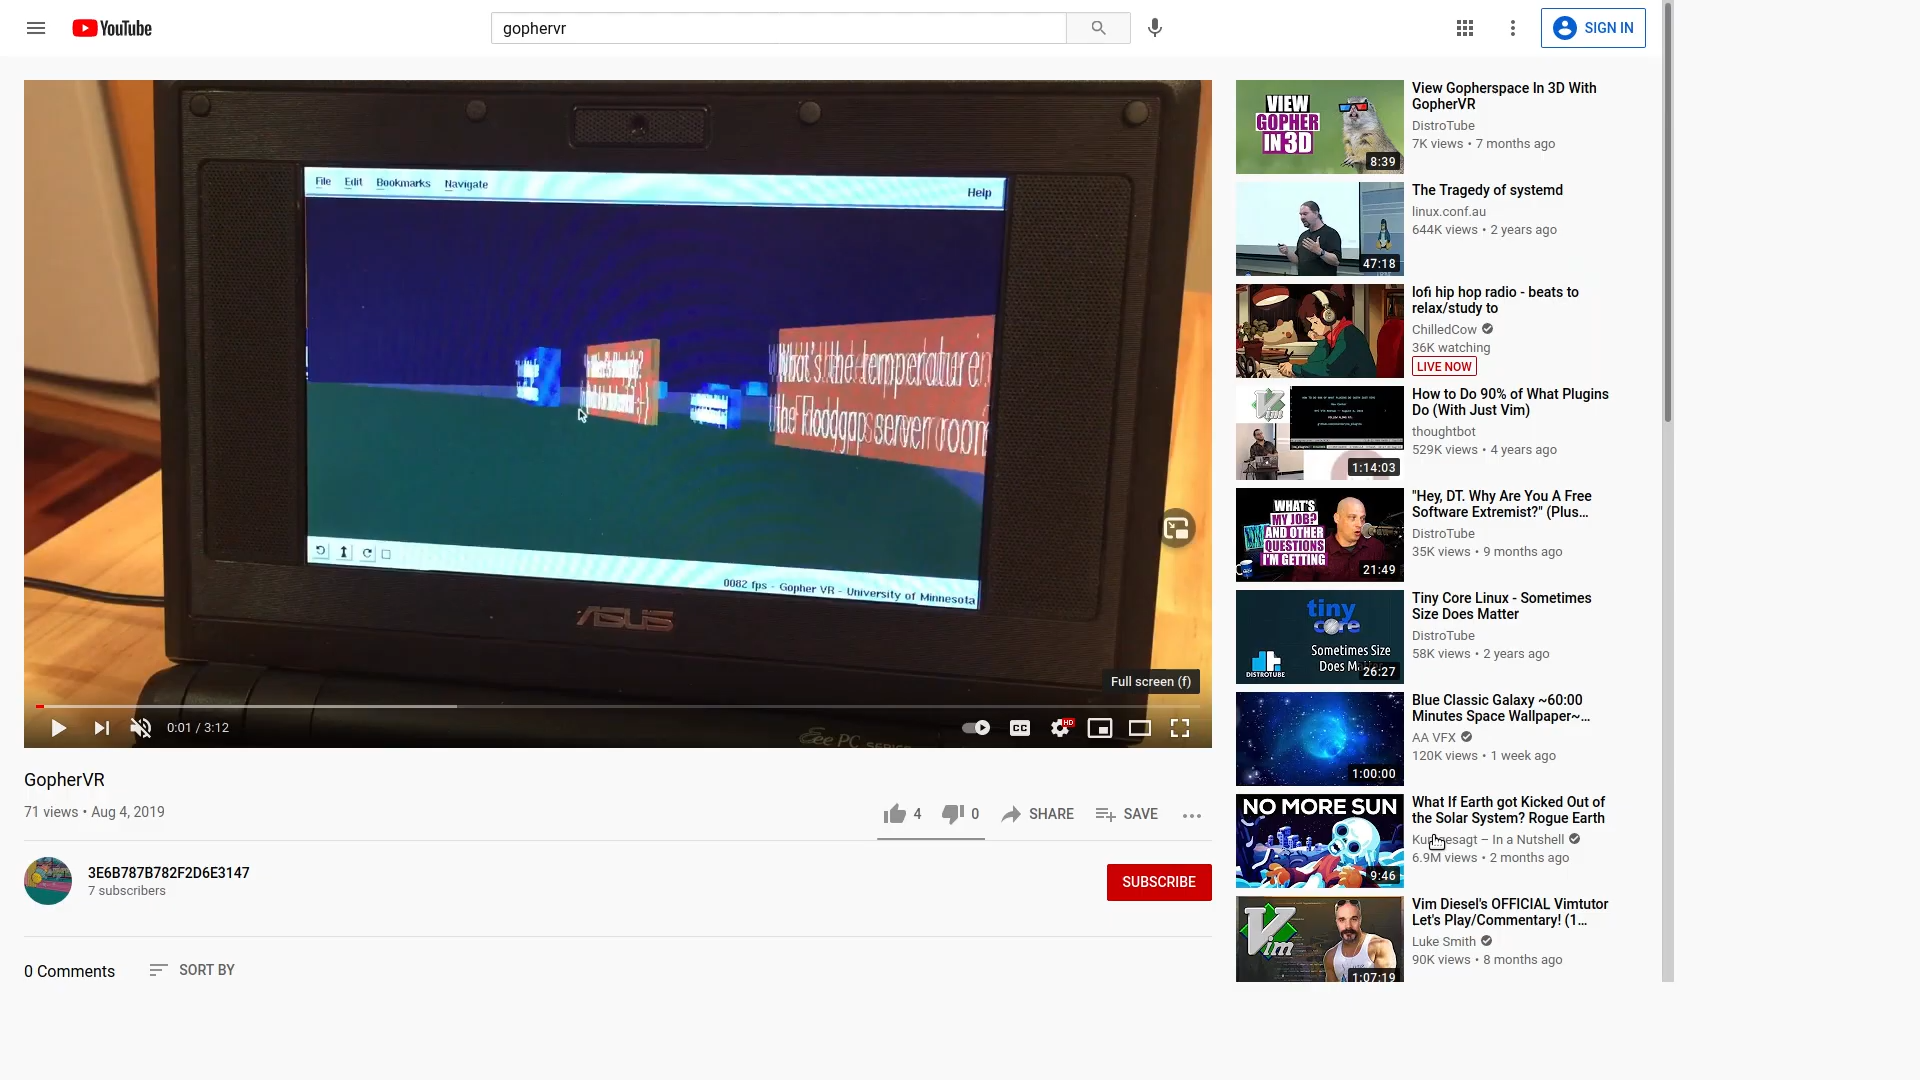 YouTube
gophervr
SIGN IN
File Edit Bookmarks Navigate Help
What's the temperature in
the Floodgap server room
0082 fps - Gopher VR - University of Minnesota
ASUS
Full screen (f)
0:01 / 3:12
CC
HD
Eee PC SERIES
GopherVR
71 views • Aug 4, 2019
4
0
SHARE
SAVE
3E6B787B782F2D6E3147
7 subscribers
SUBSCRIBE
0 Comments
SORT BY
VIEW
GOPHER
IN 3D
8:39
View Gopherspace In 3D With
GopherVR
DistroTube
7K views • 7 months ago
47:18
The Tragedy of systemd
linux.conf.au
644K views • 2 years ago
lofi hip hop radio - beats to
relax/study to
ChilledCow
36K watching
LIVE NOW
1:14:03
How to Do 90% of What Plugins
Do (With Just Vim)
thoughtbot
529K views • 4 years ago
WHAT'S
MY JOB?
AND OTHER
QUESTIONS
I'M GETTING
21:49
"Hey, DT. Why Are You A Free
Software Extremist?" (Plus...
DistroTube
35K views • 9 months ago
tiny
core
Sometimes Size
DISTROTUBE
26:27
Tiny Core Linux - Sometimes
Size Does Matter
DistroTube
58K views • 2 years ago
1:00:00
Blue Classic Galaxy ~60:00
Minutes Space Wallpaper~...
AA VFX
120K views • 1 week ago
NO MORE SUN
9:46
What If Earth got Kicked Out of
the Solar System? Rogue Earth
– In a Nutshell
6.9M views • 2 months ago
Vim
1:07:19
Vim Diesel's OFFICIAL Vimtutor
Let's Play/Commentary! (1...
Luke Smith
90K views • 8 months ago